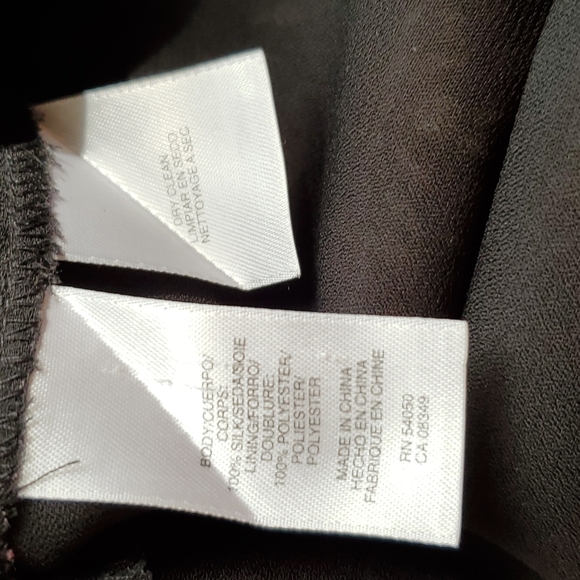 DRY CLEAN
LIMPIAR EN SECO
NETTOYAGE A SEC
BODY/CUERPO/
CORPS:
100% SILK/SEDA/SOIE
LINING/FORRO/
DOUBLURE:
100% POLYESTER/
POLIESTER/
POLYESTER
MADE IN CHINA
HECHO EN CHINA
FABRIQUE EN CHINE
RN 54050
CA 08349